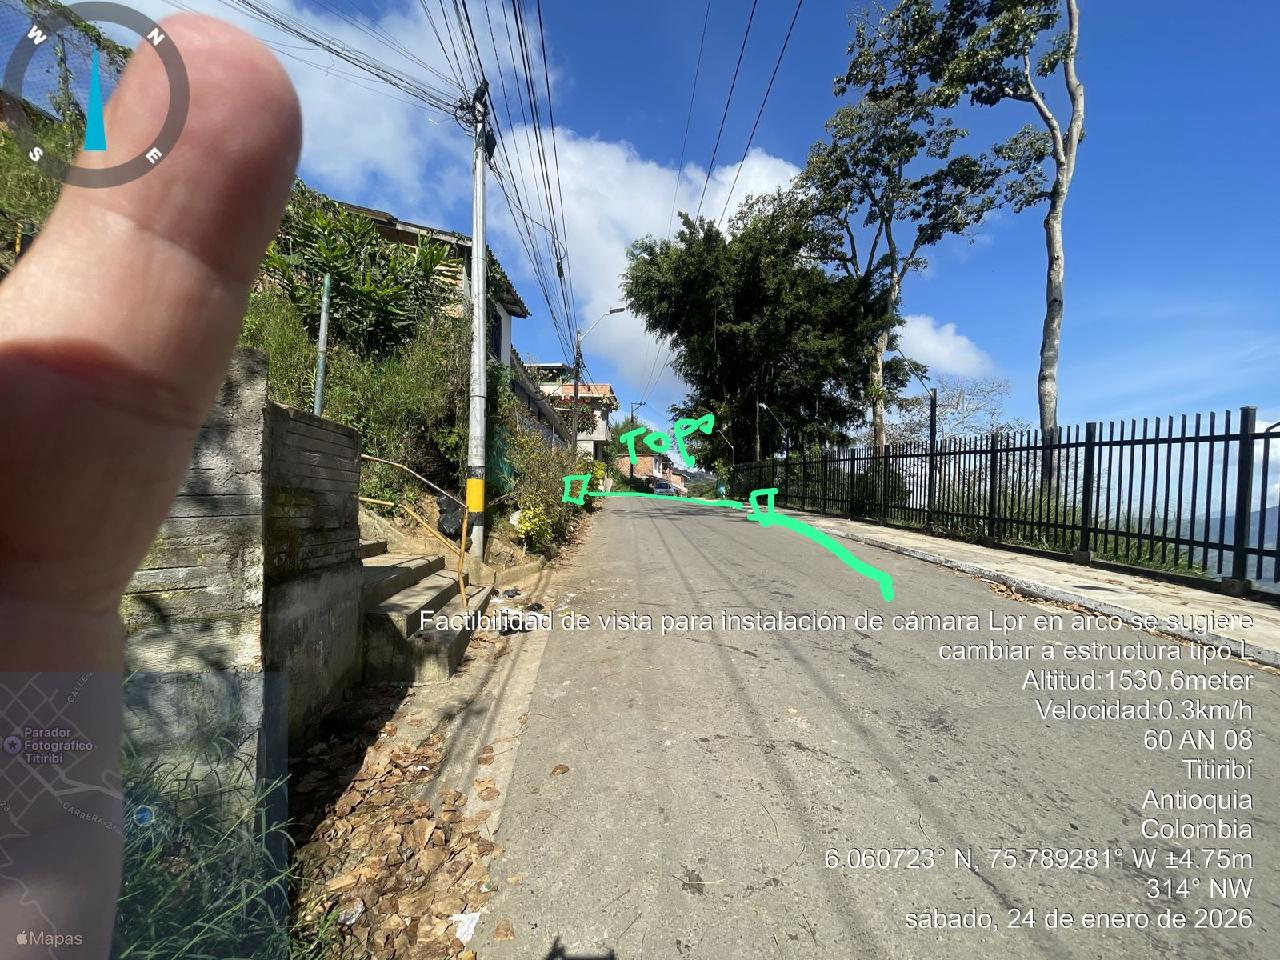 W
N
S
E
TOPS
Factibilidad de vista para instalación de cámara Lpr en arco se sugiere
cambiar a estructura tipo L
Altitud:1530.6meter
Velocidad:0.3km/h
60 AN 08
Titiribí
Antioquia
Colombia
6.060723° N, 75.789281° W ±4.75m
314° NW
sábado, 24 de enero de 2026
Parador
Fotográfico
Titiribí
Mapas